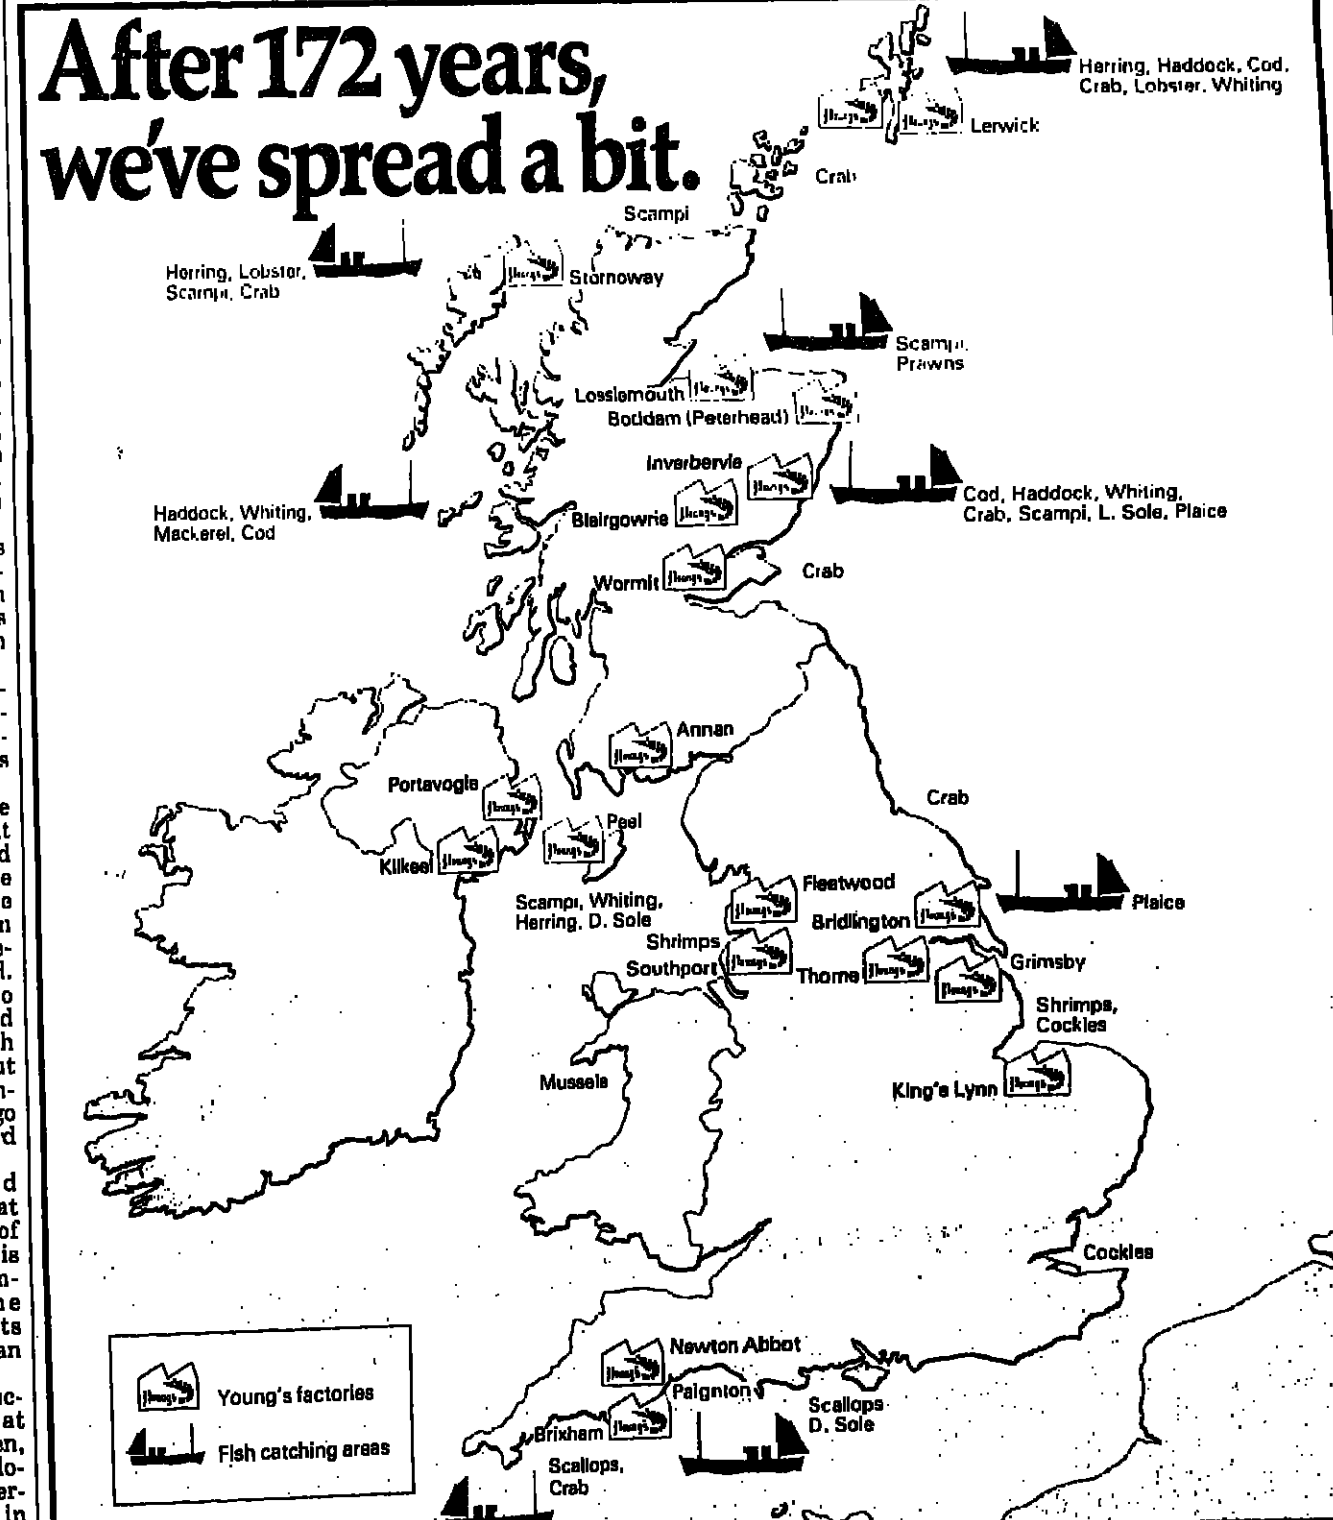 After 172 years,
we've spread a bit.
Herring, Haddock, Cod,
Crab, Lobster, Whiting
Lerwick
Crab
Scampi
Herring, Lobster,
Scampi, Crab
Stornoway
Scampi,
Prawns
Lossiemouth
Boddam (Peterhead)
Inverbervie
Cod, Haddock, Whiting,
Crab, Scampi, L. Sole, Plaice
Haddock, Whiting,
Mackerel, Cod
Blairgowrie
Wormit
Crab
Annan
Portavogie
Peel
Kilkeel
Crab
Scampi, Whiting,
Herring, D. Sole
Fleetwood
Bridlington
Plaice
Shrimps
Southport
Thorne
Grimsby
Shrimps,
Cockles
Mussels
King's Lynn
Cockles
Newton Abbot
Paignton
Scallops
D. Sole
Brixham
Scallops,
Crab
Young's factories
Fish catching areas